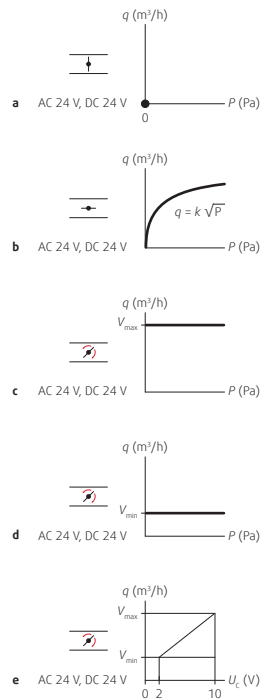 q (m³/h)
a AC 24 V, DC 24 V
P (Pa)
0
q (m³/h)
q = k √P
b AC 24 V, DC 24 V
P (Pa)
q (m³/h)
Vmax
c AC 24 V, DC 24 V
P (Pa)
q (m³/h)
Vmin
d AC 24 V, DC 24 V
P (Pa)
q (m³/h)
Vmax
Vmin
e AC 24 V, DC 24 V
Uc (V)
0 2 10